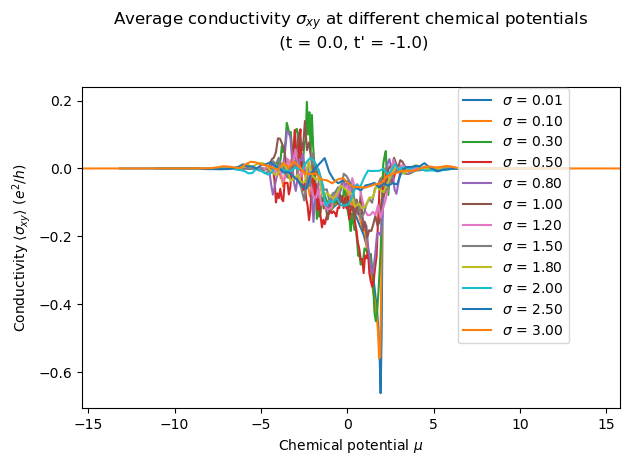 Average conductivity σxy at different chemical potentials
(t = 0.0, t' = -1.0)
Conductivity ⟨σxy⟩ (e²/h)
0.2
0.0
−0.2
−0.4
−0.6
σ = 0.01
σ = 0.10
σ = 0.30
σ = 0.50
σ = 0.80
σ = 1.00
σ = 1.20
σ = 1.50
σ = 1.80
σ = 2.00
σ = 2.50
σ = 3.00
−15 −10 −5 0 5 10 15
Chemical potential μ